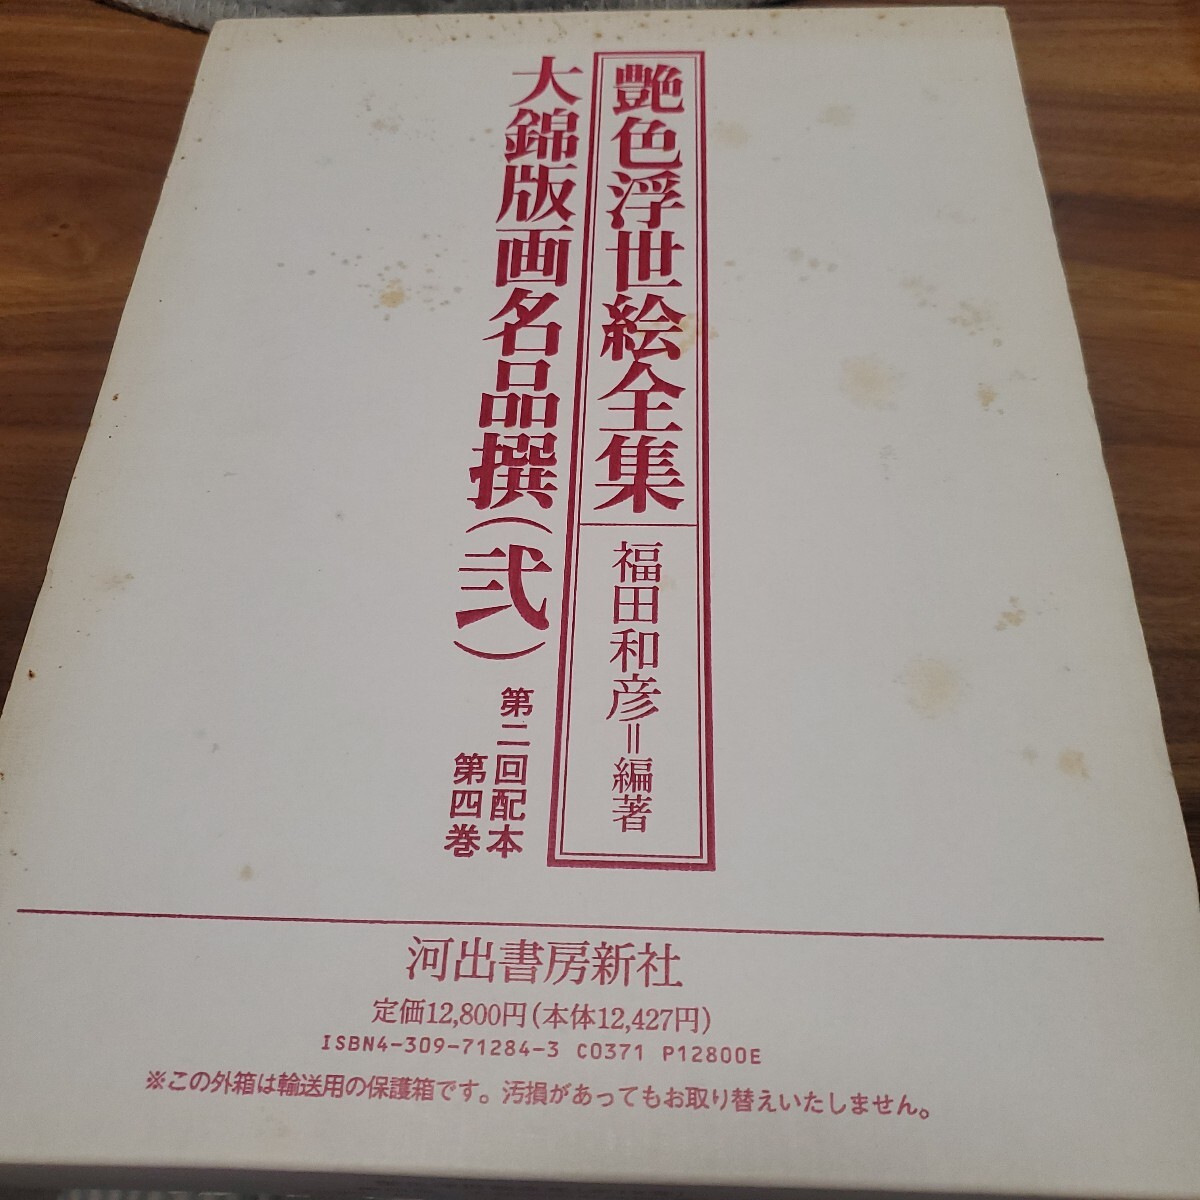 艶色浮世絵全集
福田和彦=編著
大錦版画名品撰(弐)
第二回配本
第四巻
河出書房新社
定価12,800円(本体12,427円)
ISBN4-309-71284-3 C0371 P12800E
※この外箱は輸送用の保護箱です。汚損があってもお取り替えいたしません。